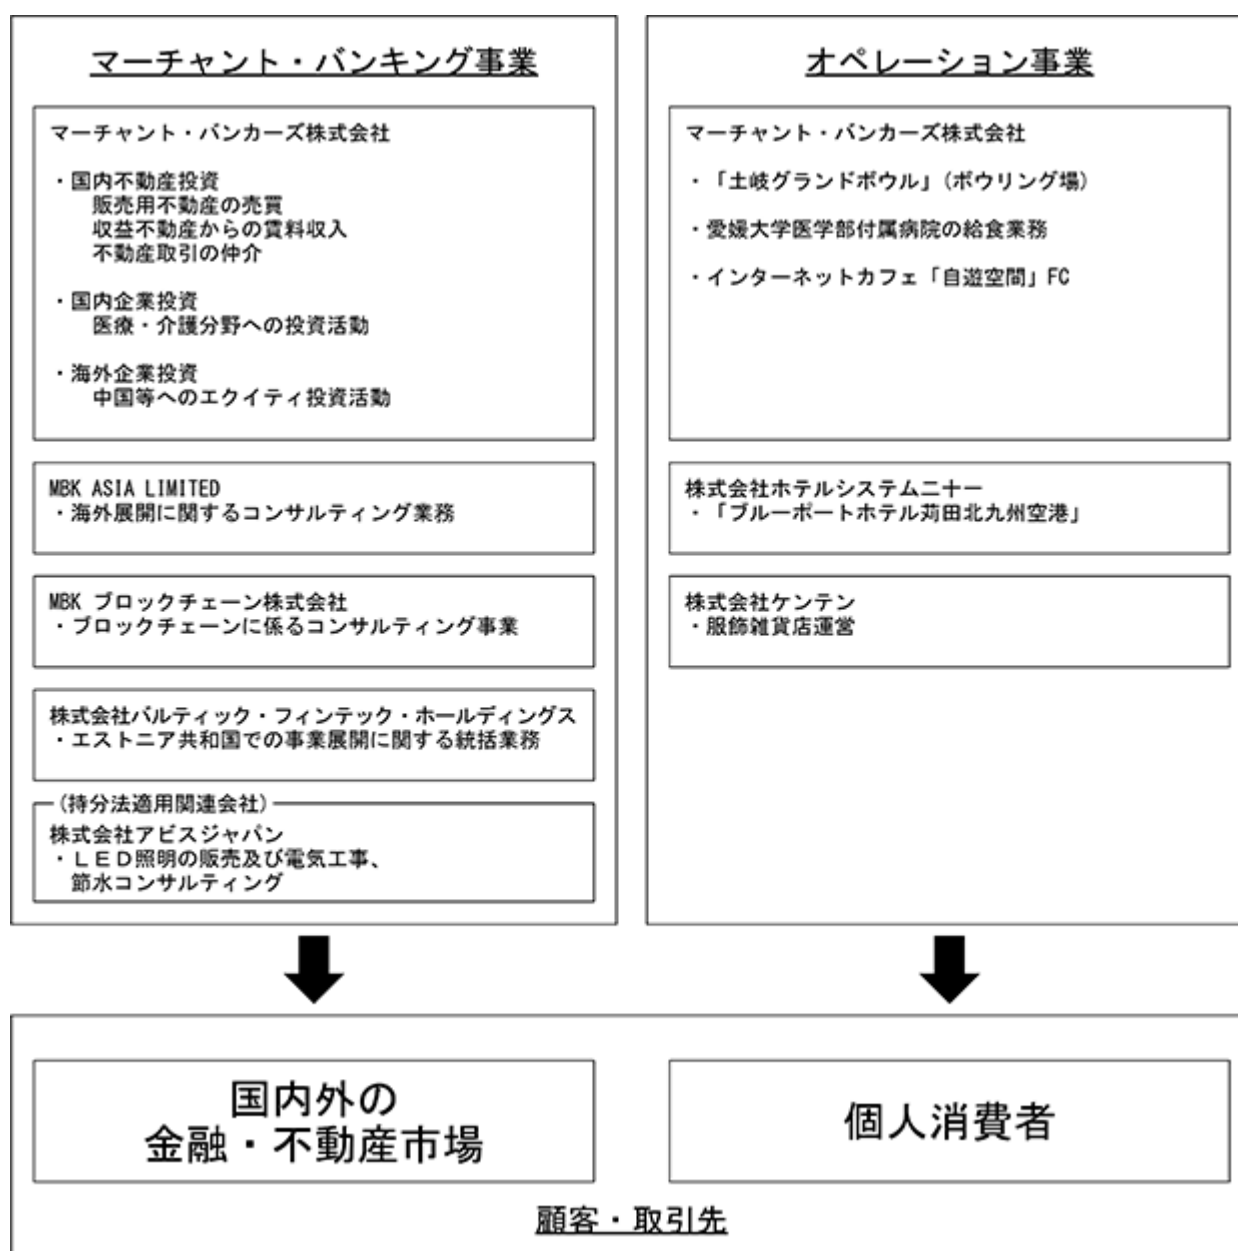 マーチャント・バンキング事業
マーチャント・バンカーズ株式会社
・国内不動産投資
販売用不動産の売買
収益不動産からの賃料収入
不動産取引の仲介
・国内企業投資
医療・介護分野への投資活動
・海外企業投資
中国等へのエクイティ投資活動
MBK ASIA LIMITED
・海外展開に関するコンサルティング業務
MBK ブロックチェーン株式会社
・ブロックチェーンに係るコンサルティング事業
株式会社バルティック・フィンテック・ホールディングス
・エストニア共和国での事業展開に関する統括業務
(持分法適用関連会社)
株式会社アビスジャパン
・ＬＥＤ照明の販売及び電気工事、
節水コンサルティング
オペレーション事業
マーチャント・バンカーズ株式会社
・「土岐グランドボウル」(ボウリング場)
・愛媛大学医学部付属病院の給食業務
・インターネットカフェ「自遊空間」FC
株式会社ホテルシステム二十一
・「ブルーポートホテル苅田北九州空港」
株式会社ケンテン
・服飾雑貨店運営
国内外の
金融・不動産市場
個人消費者
顧客・取引先